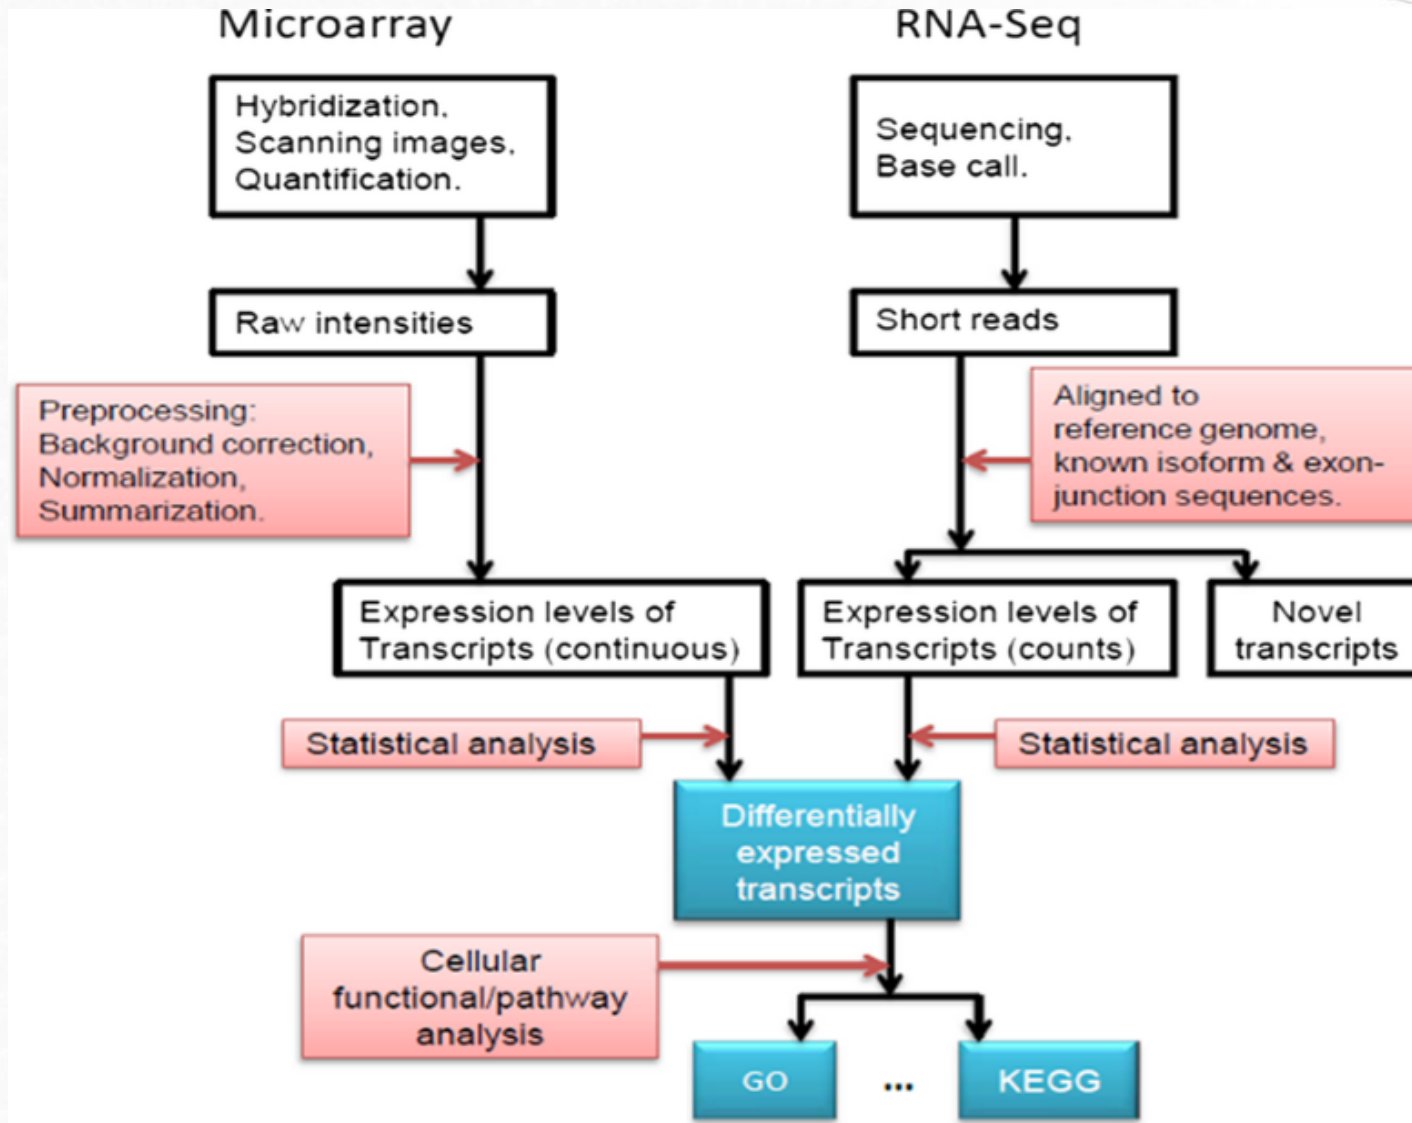 Microarray
RNA-Seq
Hybridization.
Scanning images.
Quantification.
Sequencing.
Base call.
Raw intensities
Short reads
Preprocessing:
Background correction,
Normalization,
Summarization.
Aligned to
reference genome,
known isoform & exon-
junction sequences.
Expression levels of
Transcripts (continuous)
Expression levels of
Transcripts (counts)
Novel
transcripts
Statistical analysis
Statistical analysis
Differentially
expressed
transcripts
Cellular
functional/pathway
analysis
GO
...
KEGG